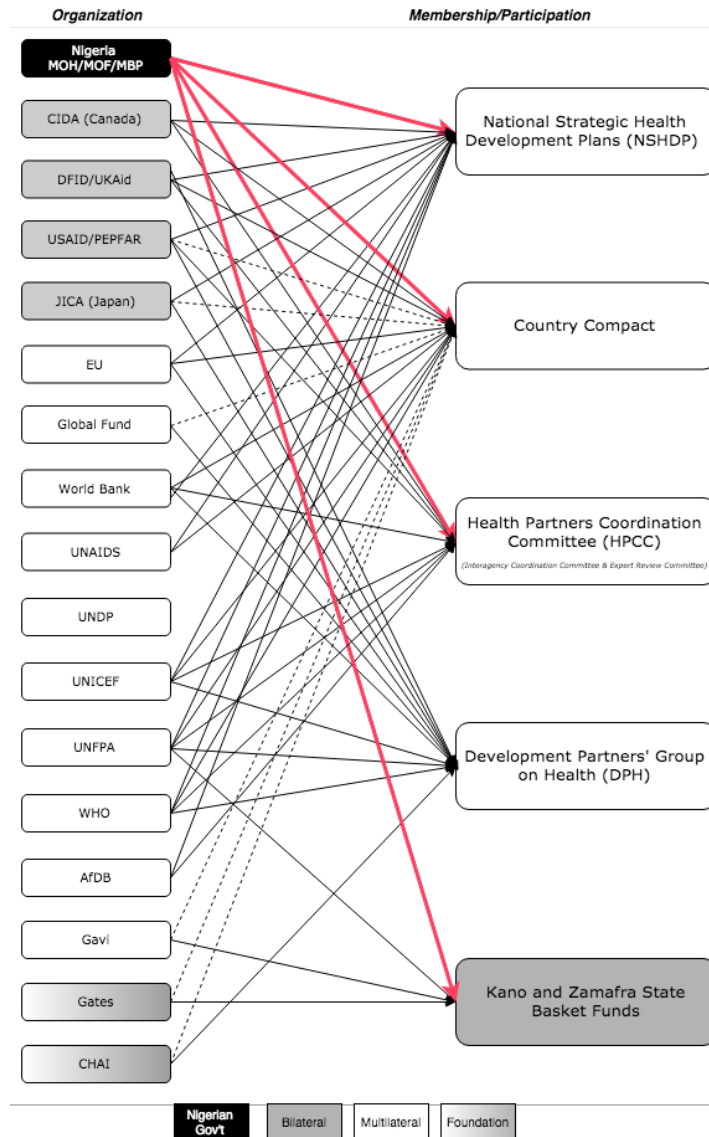 Organization
Membership/Participation
Nigeria
MOH/MOF/MBP
CIDA (Canada)
DFID/UKAid
USAID/PEPFAR
JICA (Japan)
EU
Global Fund
World Bank
UNAIDS
UNDP
UNICEF
UNFPA
WHO
AfDB
Gavi
Gates
CHAI
National Strategic Health
Development Plans (NSHDP)
Country Compact
Health Partners Coordination
Committee (HPCC)
(Interagency Coordination Committee & Expert Review Committee)
Development Partners' Group
on Health (DPH)
Kano and Zamafra State
Basket Funds
Nigerian
Gov't
Bilateral
Multilateral
Foundation